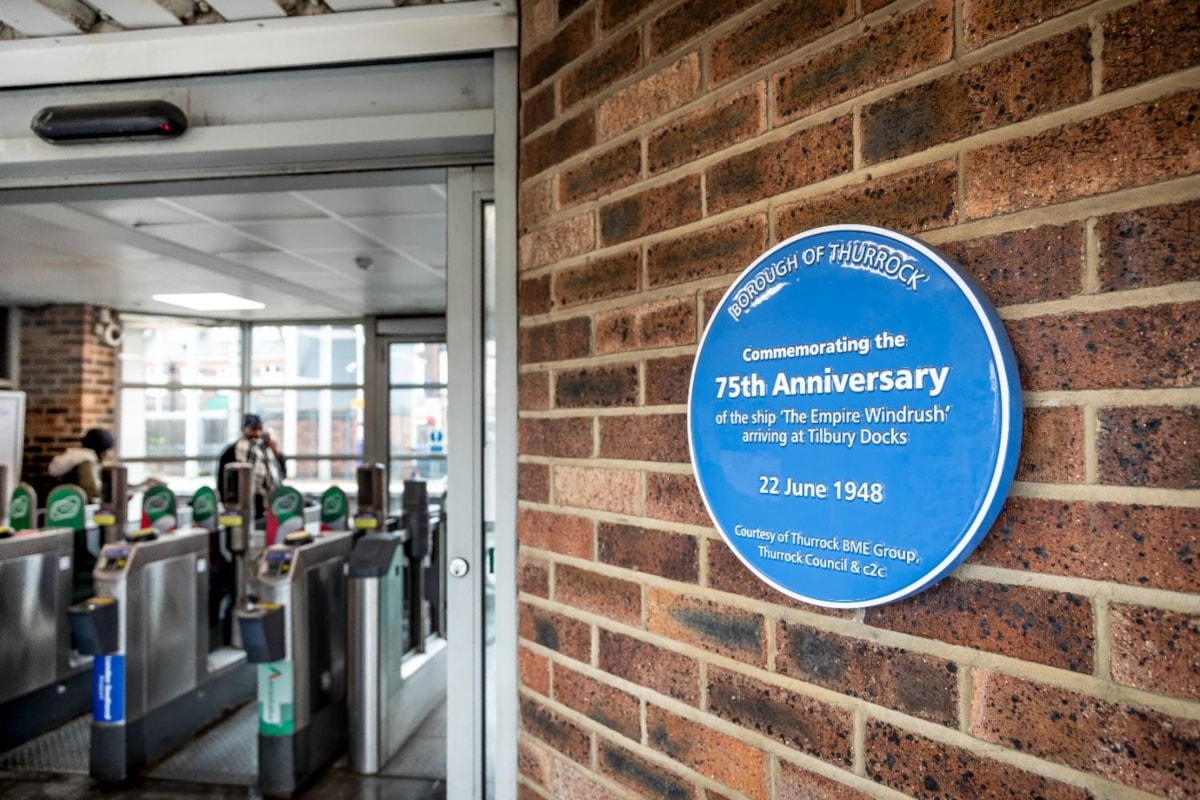 BOROUGH OF THURROCK
Commemorating the
75th Anniversary
of the ship 'The Empire Windrush'
arriving at Tilbury Docks
22 June 1948
Courtesy of Thurrock BME Group,
Thurrock Council & c2c